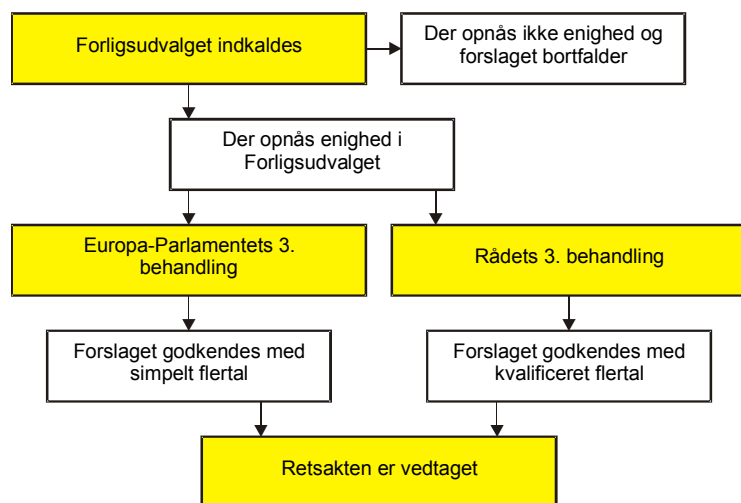 Forligsudvalget indkaldes
Der opnås ikke enighed og
forslaget bortfalder
Der opnås enighed i
Forligsudvalget
Europa-Parlamentets 3.
behandling
Rådets 3. behandling
Forslaget godkendes med
simpelt flertal
Forslaget godkendes med
kvalificeret flertal
Retsakten er vedtaget